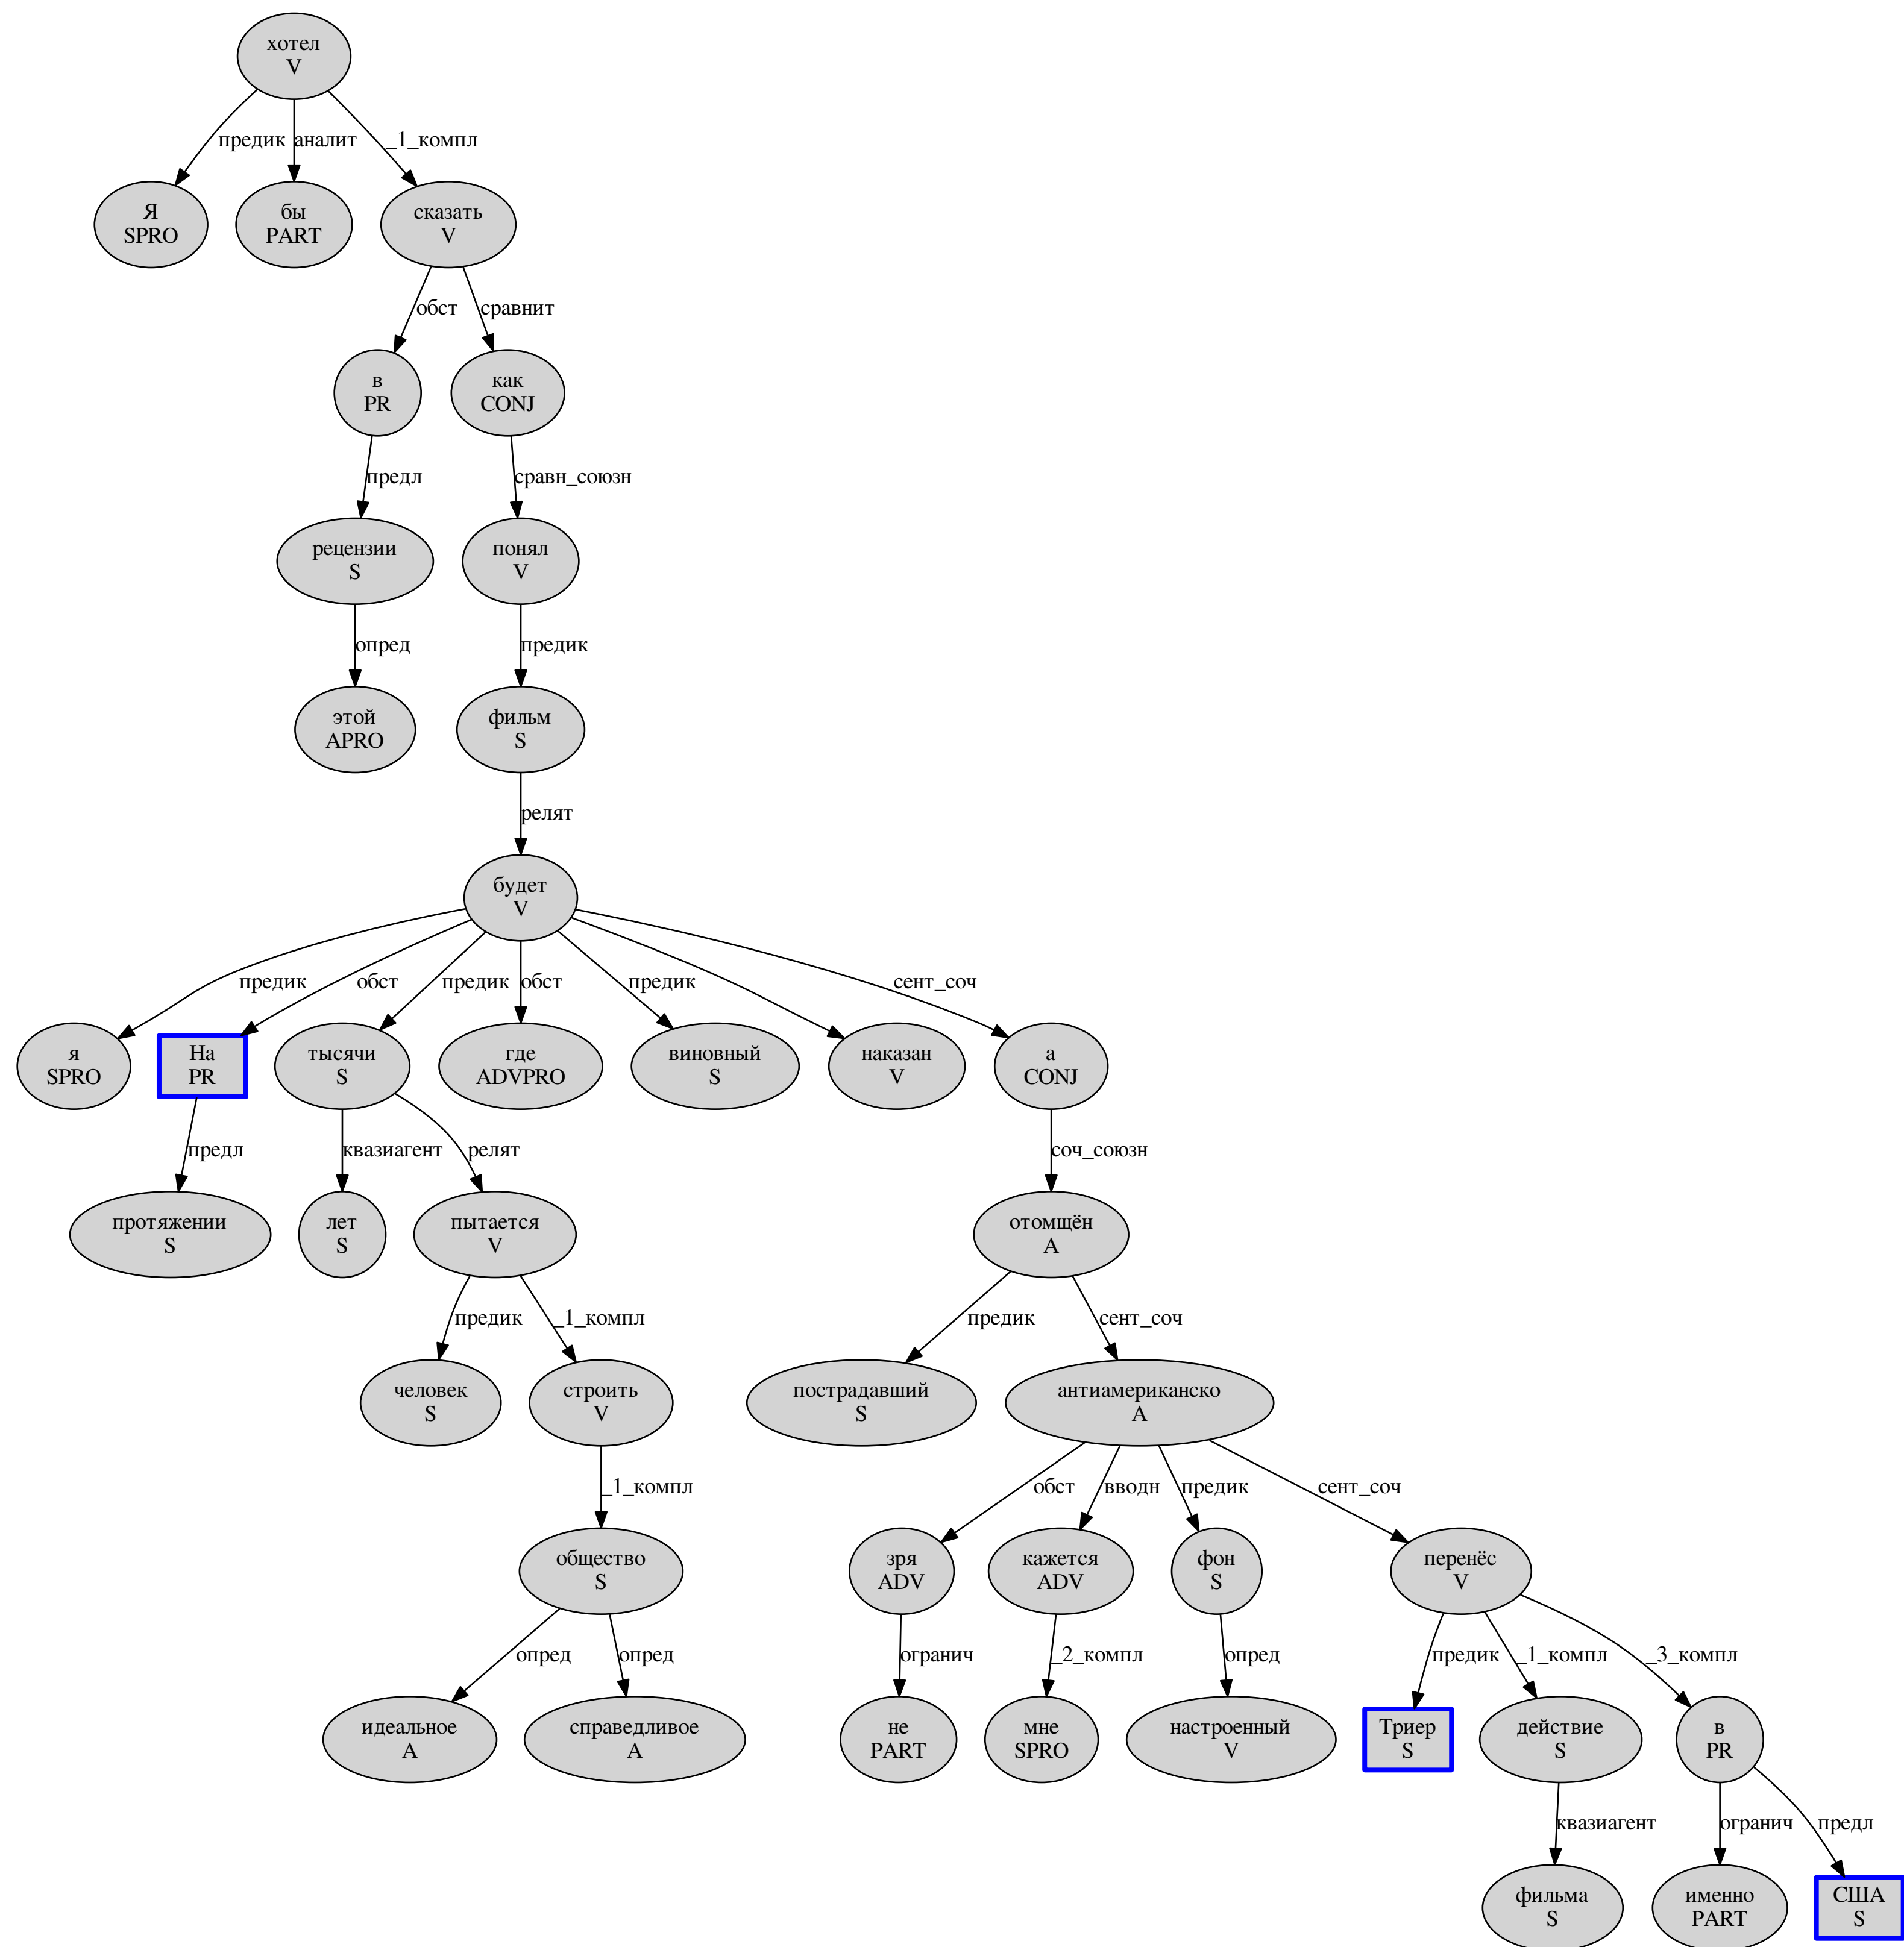 хотел
V
предик аналит _1_компл
Я
SPRO
бы
PART
сказать
V
обст сравнит
в
PR
как
CONJ
предл сравн_союзн
рецензии
S
понял
V
опред предик
этой
APRO
фильм
S
релят
будет
V
предик обст предик обст предик сент_соч
я
SPRO
На
PR
тысячи
S
где
ADVPRO
виновный
S
наказан
V
а
CONJ
предл квазиагент релят соч_союзн
протяжении
S
лет
S
пытается
V
отомщён
A
предик _1_компл предик сент_соч
человек
S
строить
V
пострадавший
S
антиамериканско
A
_1_компл обст вводн предик сент_соч
общество
S
зря
ADV
кажется
ADV
фон
S
перенёс
V
опред опред огранич _2_компл опред предик _1_компл _3_компл
идеальное
A
справедливое
A
не
PART
мне
SPRO
настроенный
V
Триер
S
действие
S
в
PR
квазиагент огранич предл
фильма
S
именно
PART
США
S